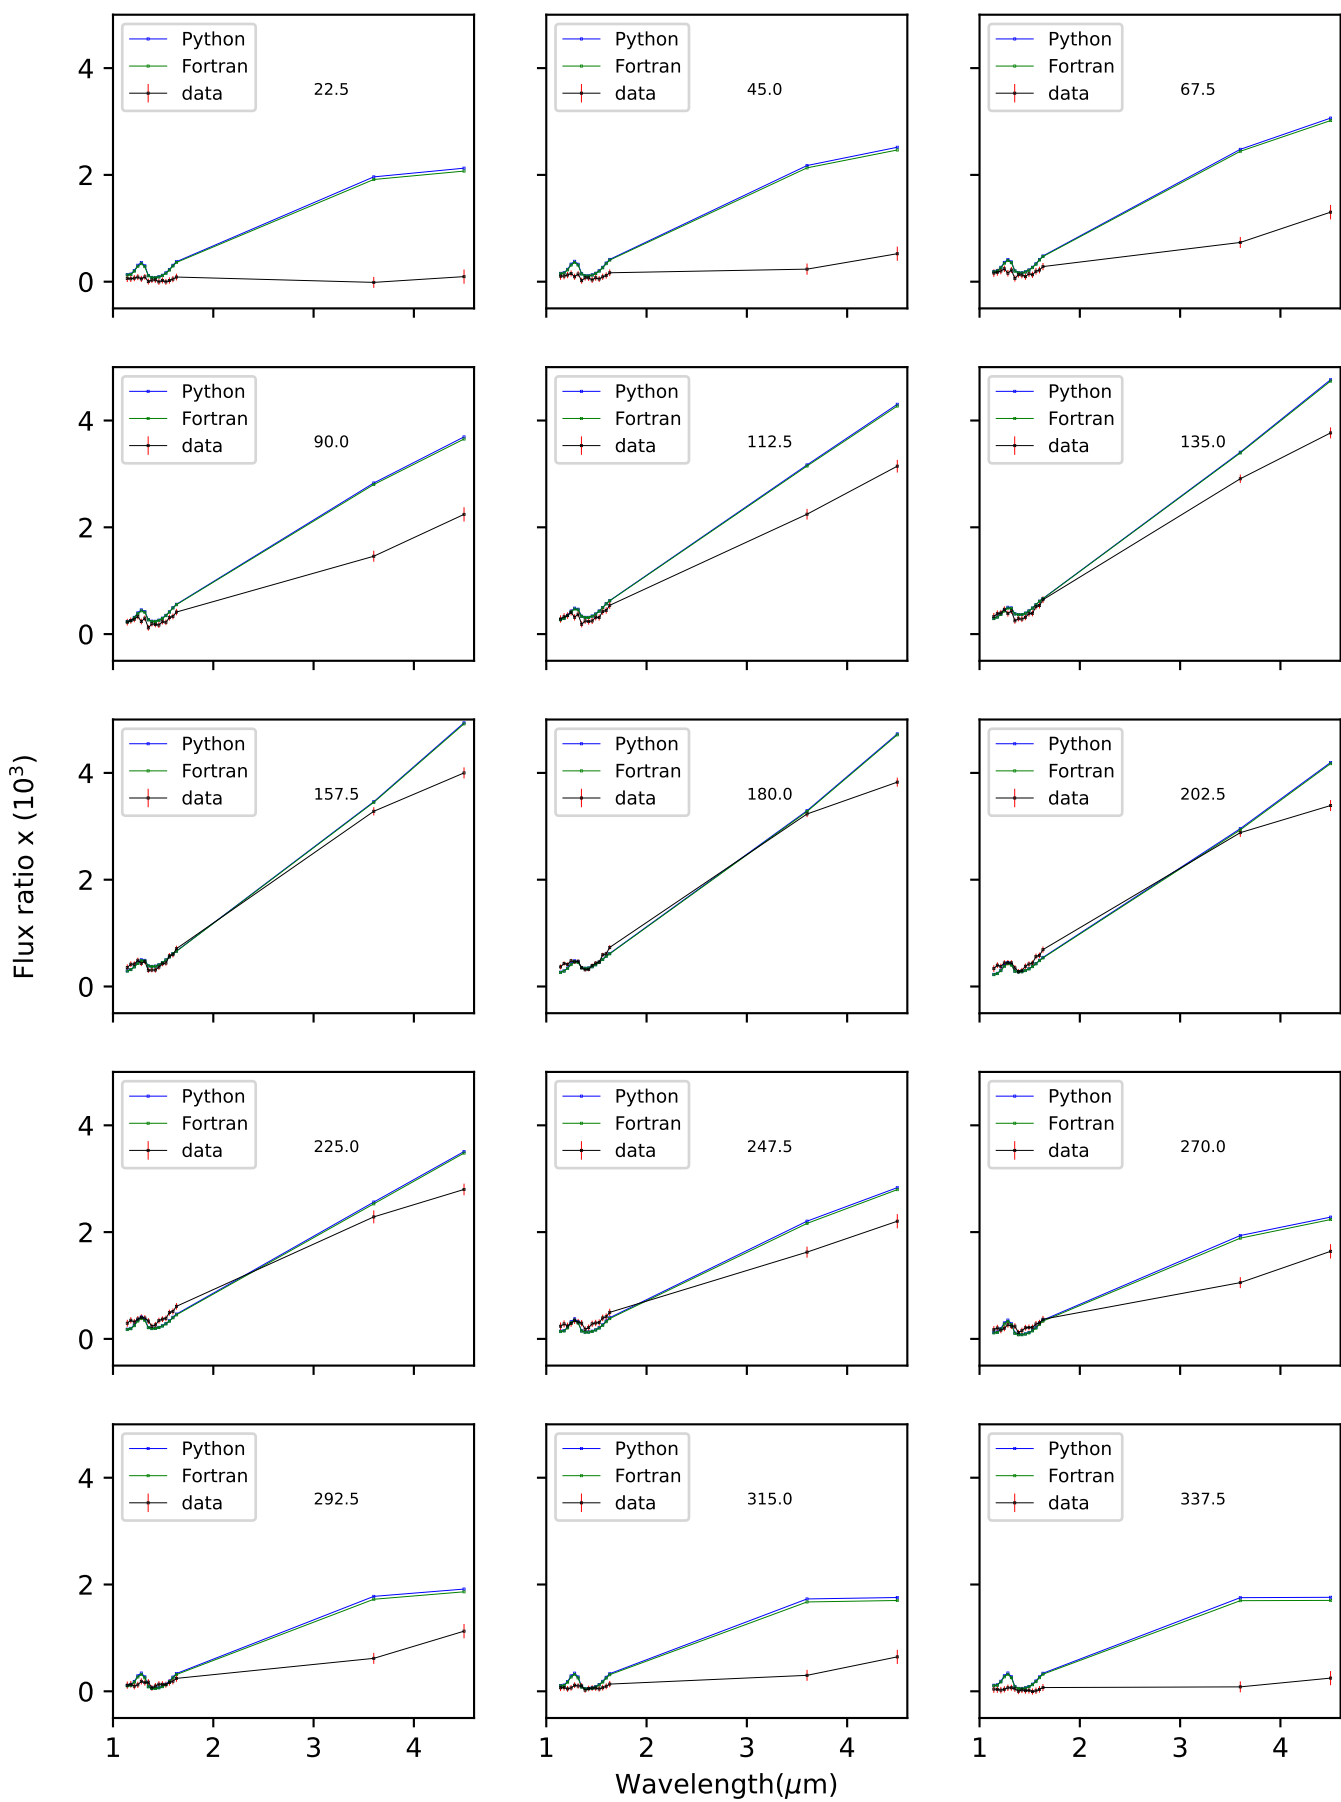 Python
Fortran
data
22.5
Python
Fortran
data
45.0
Python
Fortran
data
67.5
4
2
0
Python
Fortran
data
90.0
Python
Fortran
data
112.5
Python
Fortran
data
135.0
4
2
0
Python
Fortran
data
157.5
Python
Fortran
data
180.0
Python
Fortran
data
202.5
4
2
0
Flux ratio x (10³)
Python
Fortran
data
225.0
Python
Fortran
data
247.5
Python
Fortran
data
270.0
4
2
0
Python
Fortran
data
292.5
Python
Fortran
data
315.0
Python
Fortran
data
337.5
4
2
0
1 2 3 4
1 2 3 4
1 2 3 4
Wavelength(μm)